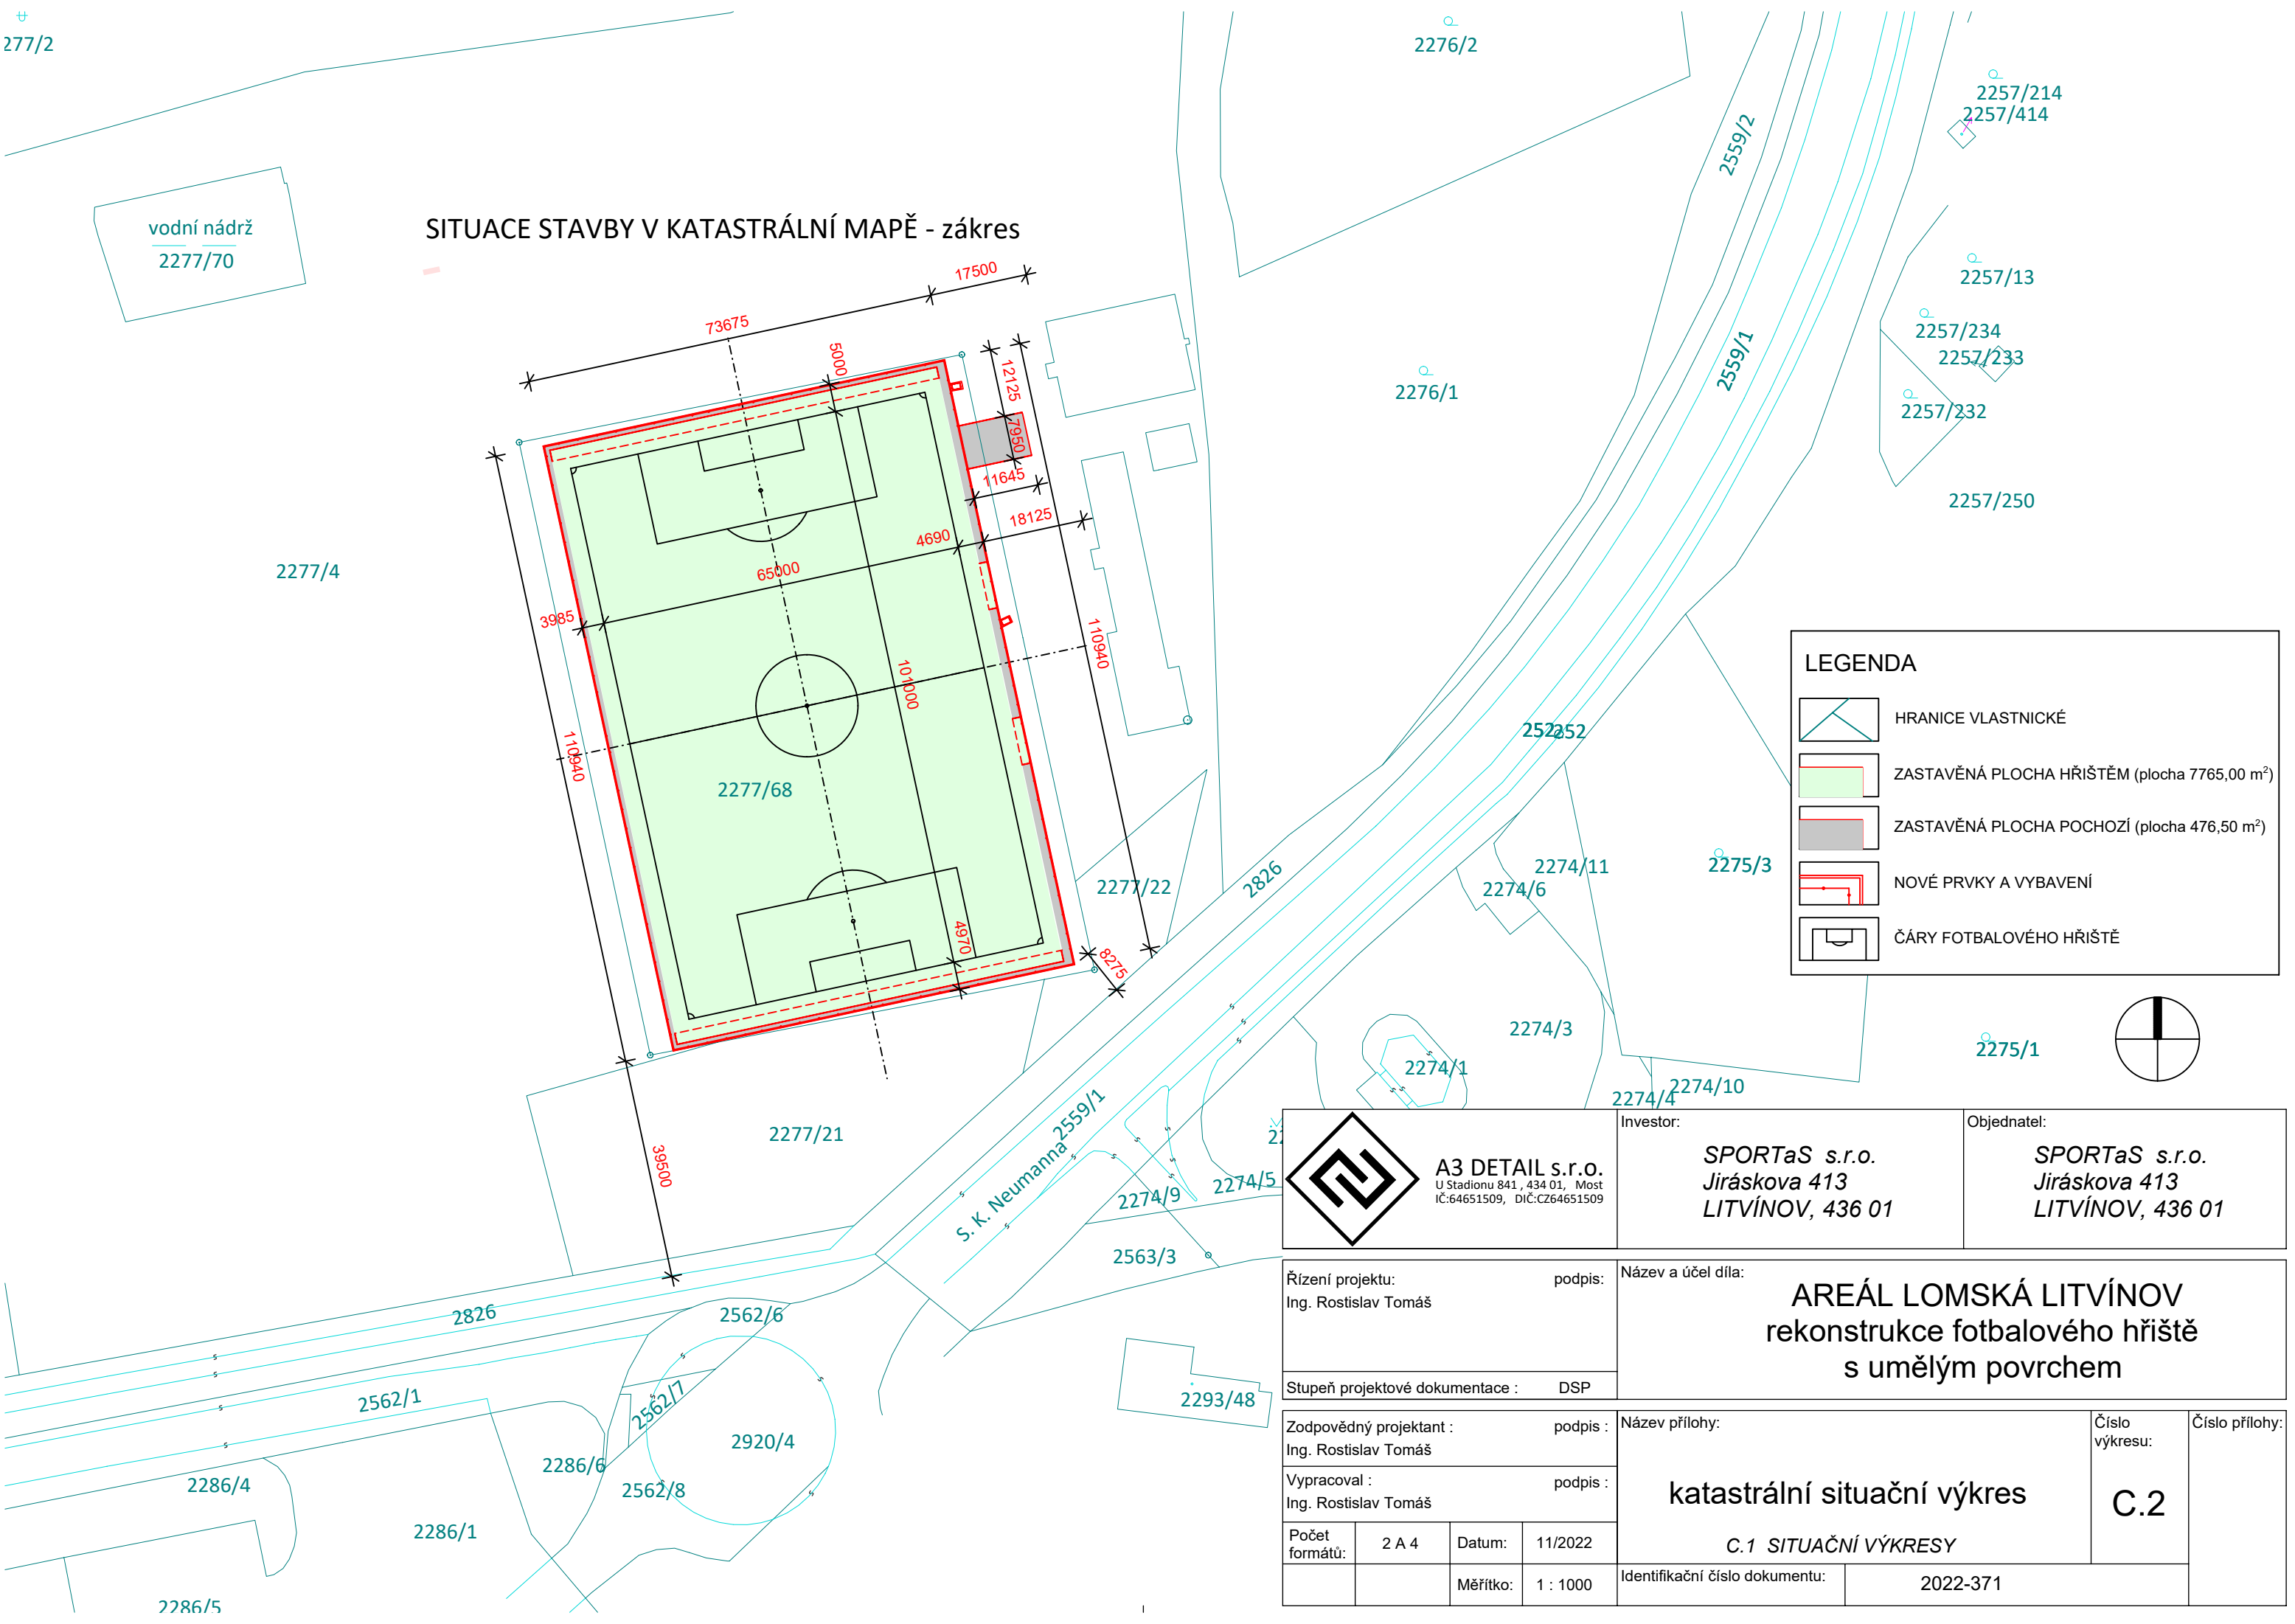 277/2
2276/2
2257/214
2257/414
2559/2
vodní nádrž
2277/70
SITUACE STAVBY V KATASTRÁLNÍ MAPĚ - zákres
17500
73675
5000
12125
7950
11645
18125
4690
65000
3985
110940
101000
110940
2277/68
4970
8275
39500
2277/4
2276/1
2559/1
2257/13
2257/234
2257/233
2257/232
2257/250
252
252
2277/22
2826
2274/11
2274/6
2275/3
2274/3
2274/1
2275/1
2274/10
2274/4
2277/21
2559/1
S. K. Neumanna
2274/9
2274/5
2563/3
2826
2562/6
2562/1
2562/7
2920/4
2293/48
2286/6
2562/8
2286/4
2286/1
2286/5
LEGENDA
HRANICE VLASTNICKÉ
ZASTAVĚNÁ PLOCHA HŘIŠTĚM (plocha 7765,00 m²)
ZASTAVĚNÁ PLOCHA POCHOZÍ (plocha 476,50 m²)
NOVÉ PRVKY A VYBAVENÍ
ČÁRY FOTBALOVÉHO HŘIŠTĚ
A3 DETAIL s.r.o.
U Stadionu 841 , 434 01, Most
IČ:64651509, DIČ:CZ64651509
Investor:
SPORTaS s.r.o.
Jiráskova 413
LITVÍNOV, 436 01
Objednatel:
SPORTaS s.r.o.
Jiráskova 413
LITVÍNOV, 436 01
Řízení projektu: podpis:
Ing. Rostislav Tomáš
Stupeň projektové dokumentace : DSP
Název a účel díla:
AREÁL LOMSKÁ LITVÍNOV
rekonstrukce fotbalového hřiště
s umělým povrchem
Zodpovědný projektant : podpis :
Ing. Rostislav Tomáš
Vypracoval : podpis :
Ing. Rostislav Tomáš
Počet formátů: 2 A 4 Datum: 11/2022
Měřítko: 1 : 1000
Název přílohy:
katastrální situační výkres
C.1 SITUAČNÍ VÝKRESY
Číslo
výkresu:
C.2
Číslo přílohy:
Identifikační číslo dokumentu: 2022-371